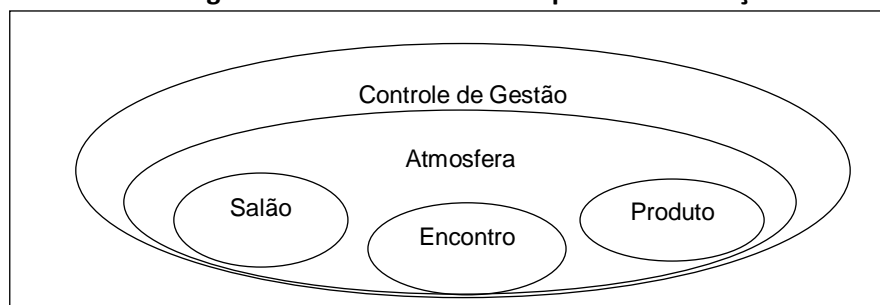 Controle de Gestão
Atmosfera
Salão
Produto
Encontro